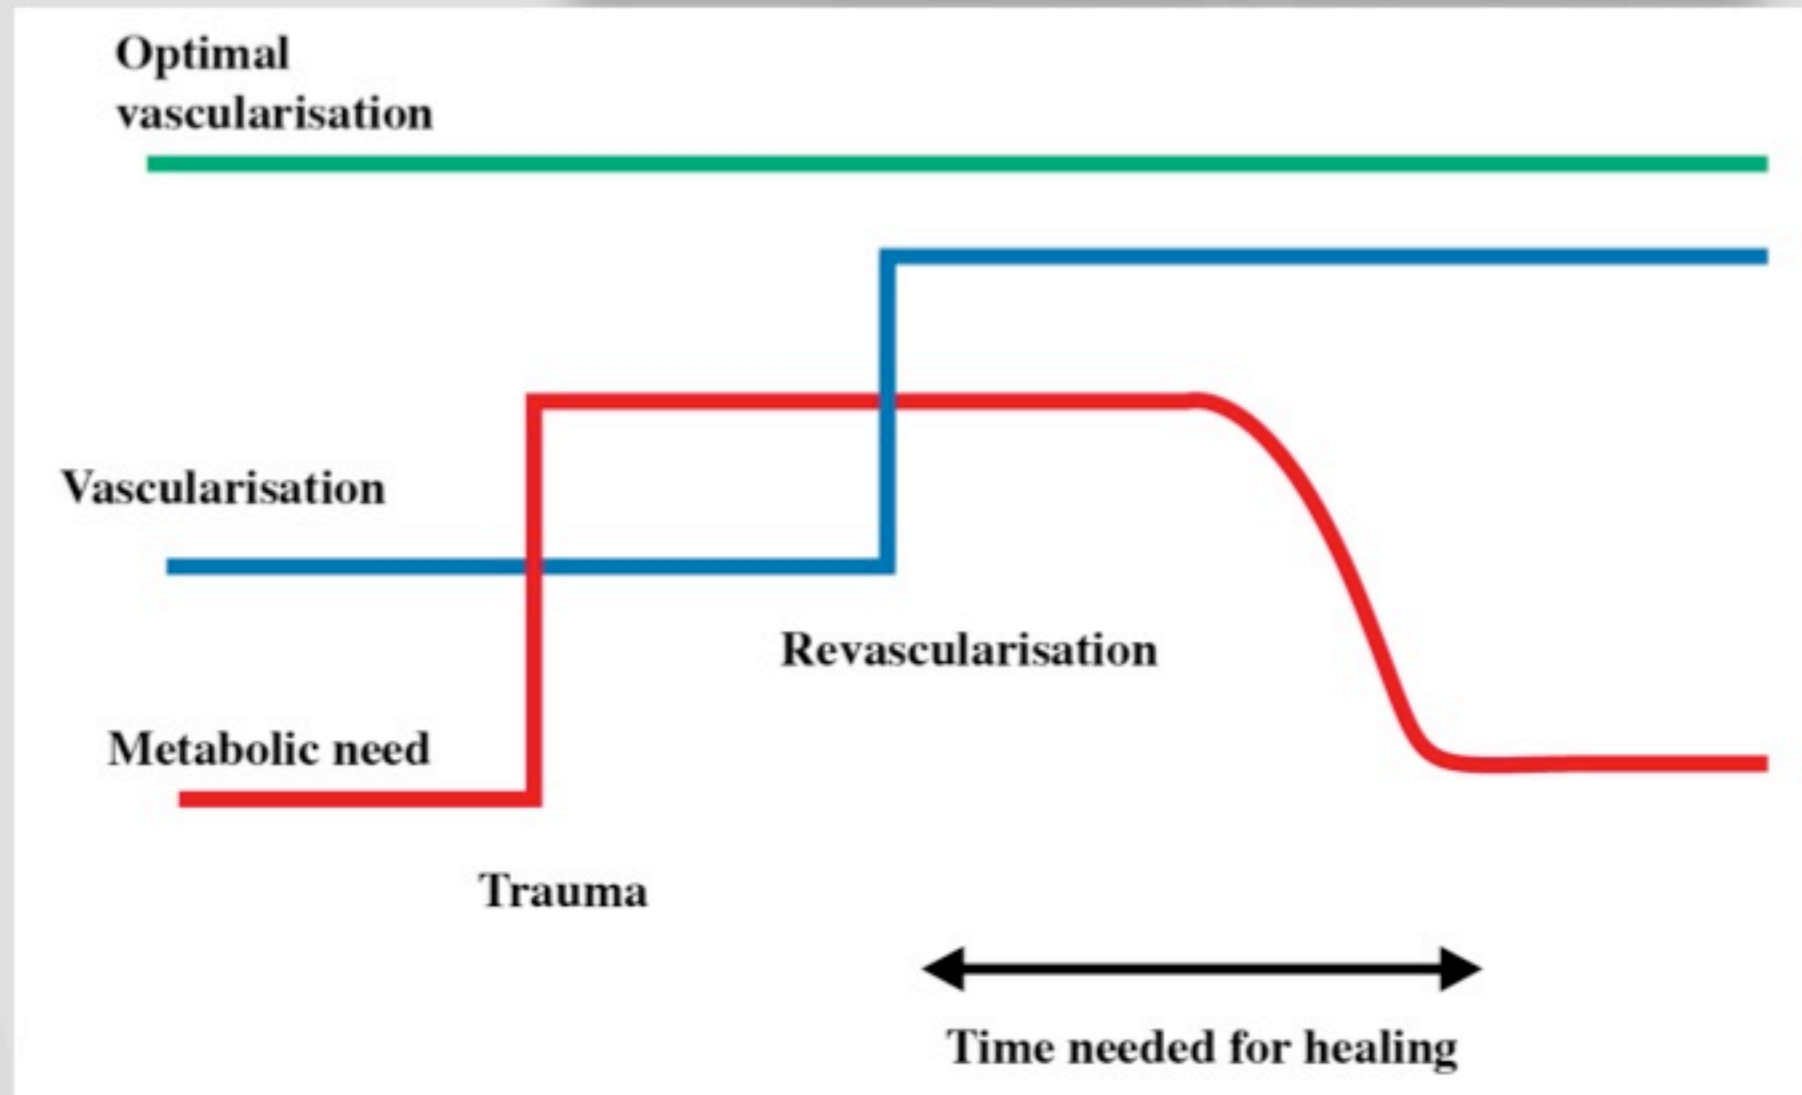 Optimal
vascularisation
Vascularisation
Revascularisation
Metabolic need
Trauma
Time needed for healing